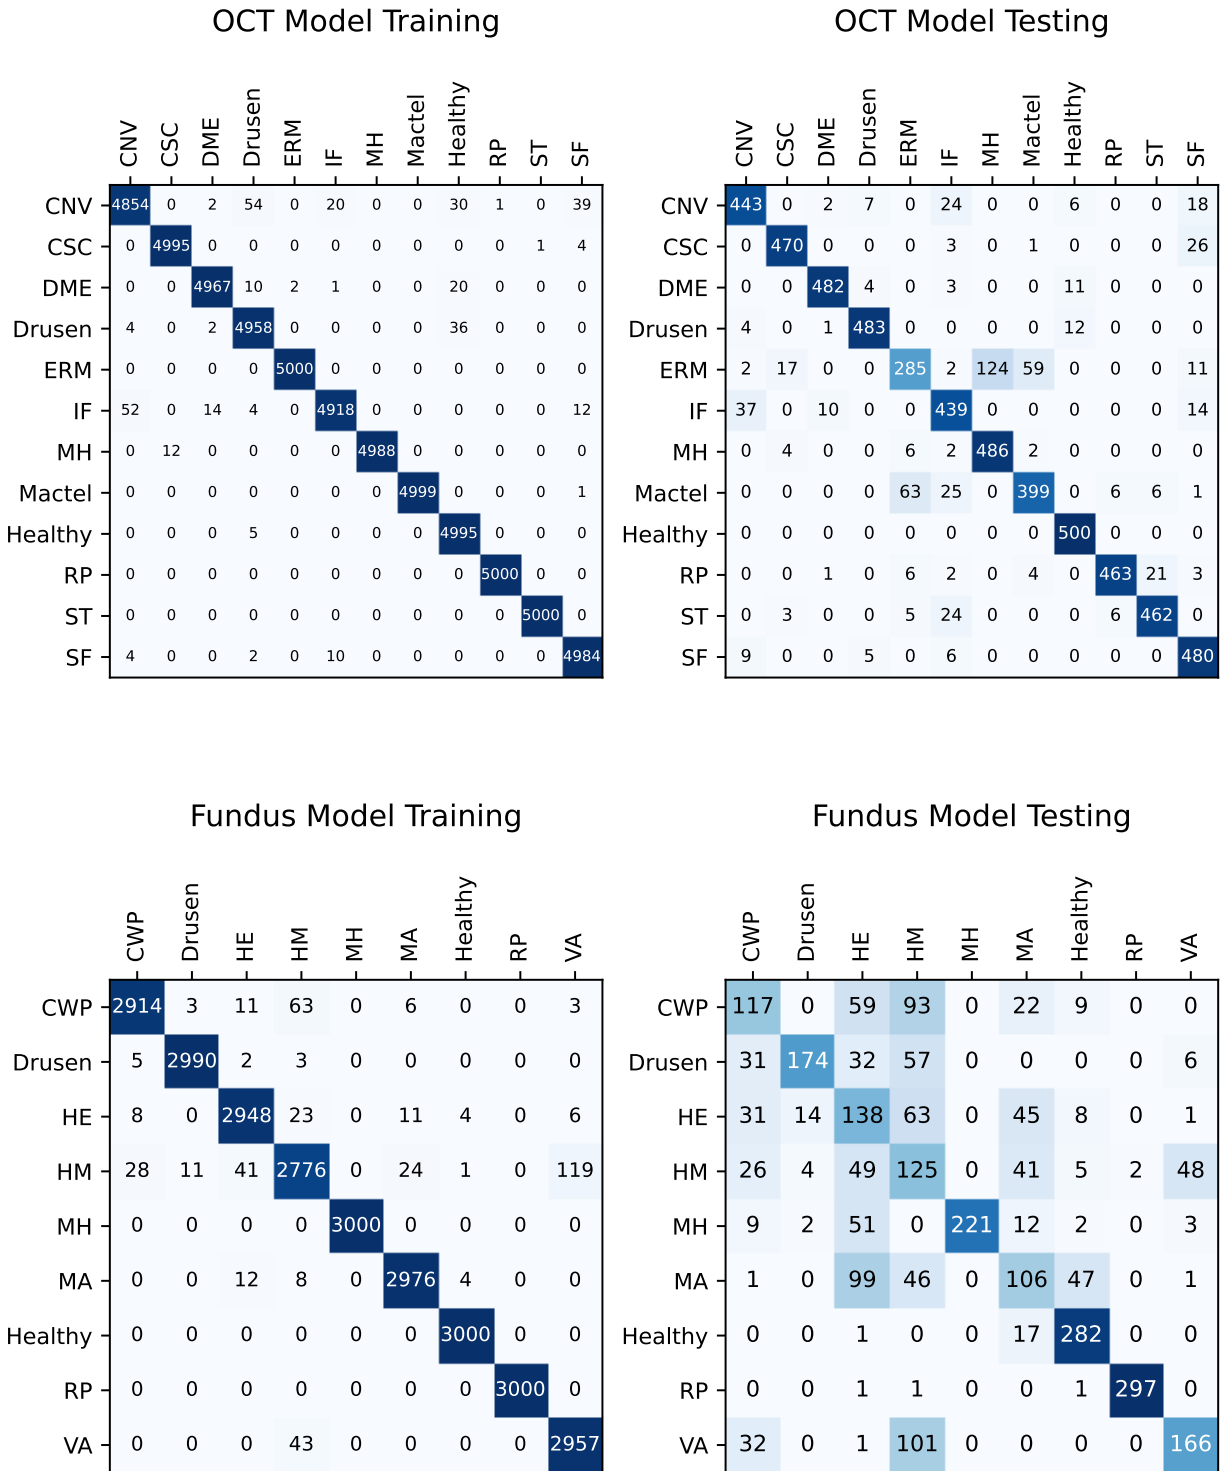 OCT Model Training
CNV CSC DME Drusen ERM IF MH Mactel Healthy RP ST SF
CNV 4854 0 2 54 0 20 0 0 30 1 0 39
CSC 0 4995 0 0 0 0 0 0 0 0 1 4
DME 0 0 4967 10 2 1 0 0 20 0 0 0
Drusen 4 0 2 4958 0 0 0 0 36 0 0 0
ERM 0 0 0 0 5000 0 0 0 0 0 0 0
IF 52 0 14 4 0 4918 0 0 0 0 0 12
MH 0 12 0 0 0 0 4988 0 0 0 0 0
Mactel 0 0 0 0 0 0 0 4999 0 0 0 1
Healthy 0 0 0 5 0 0 0 0 4995 0 0 0
RP 0 0 0 0 0 0 0 0 0 5000 0 0
ST 0 0 0 0 0 0 0 0 0 0 5000 0
SF 4 0 0 2 0 10 0 0 0 0 0 4984
OCT Model Testing
CNV CSC DME Drusen ERM IF MH Mactel Healthy RP ST SF
CNV 443 0 2 7 0 24 0 0 6 0 0 18
CSC 0 470 0 0 0 3 0 1 0 0 0 26
DME 0 0 482 4 0 3 0 0 11 0 0 0
Drusen 4 0 1 483 0 0 0 0 12 0 0 0
ERM 2 17 0 0 285 2 124 59 0 0 0 11
IF 37 0 10 0 0 439 0 0 0 0 0 14
MH 0 4 0 0 6 2 486 2 0 0 0 0
Mactel 0 0 0 0 63 25 0 399 0 6 6 1
Healthy 0 0 0 0 0 0 0 0 500 0 0 0
RP 0 0 1 0 6 2 0 4 0 463 21 3
ST 0 3 0 0 5 24 0 0 0 6 462 0
SF 9 0 0 5 0 6 0 0 0 0 0 480
Fundus Model Training
CWP Drusen HE HM MH MA Healthy RP VA
CWP 2914 3 11 63 0 6 0 0 3
Drusen 5 2990 2 3 0 0 0 0 0
HE 8 0 2948 23 0 11 4 0 6
HM 28 11 41 2776 0 24 1 0 119
MH 0 0 0 0 3000 0 0 0 0
MA 0 0 12 8 0 2976 4 0 0
Healthy 0 0 0 0 0 0 3000 0 0
RP 0 0 0 0 0 0 0 3000 0
VA 0 0 0 43 0 0 0 0 2957
Fundus Model Testing
CWP Drusen HE HM MH MA Healthy RP VA
CWP 117 0 59 93 0 22 9 0 0
Drusen 31 174 32 57 0 0 0 0 6
HE 31 14 138 63 0 45 8 0 1
HM 26 4 49 125 0 41 5 2 48
MH 9 2 51 0 221 12 2 0 3
MA 1 0 99 46 0 106 47 0 1
Healthy 0 0 1 0 0 17 282 0 0
RP 0 0 1 1 0 0 1 297 0
VA 32 0 1 101 0 0 0 0 166